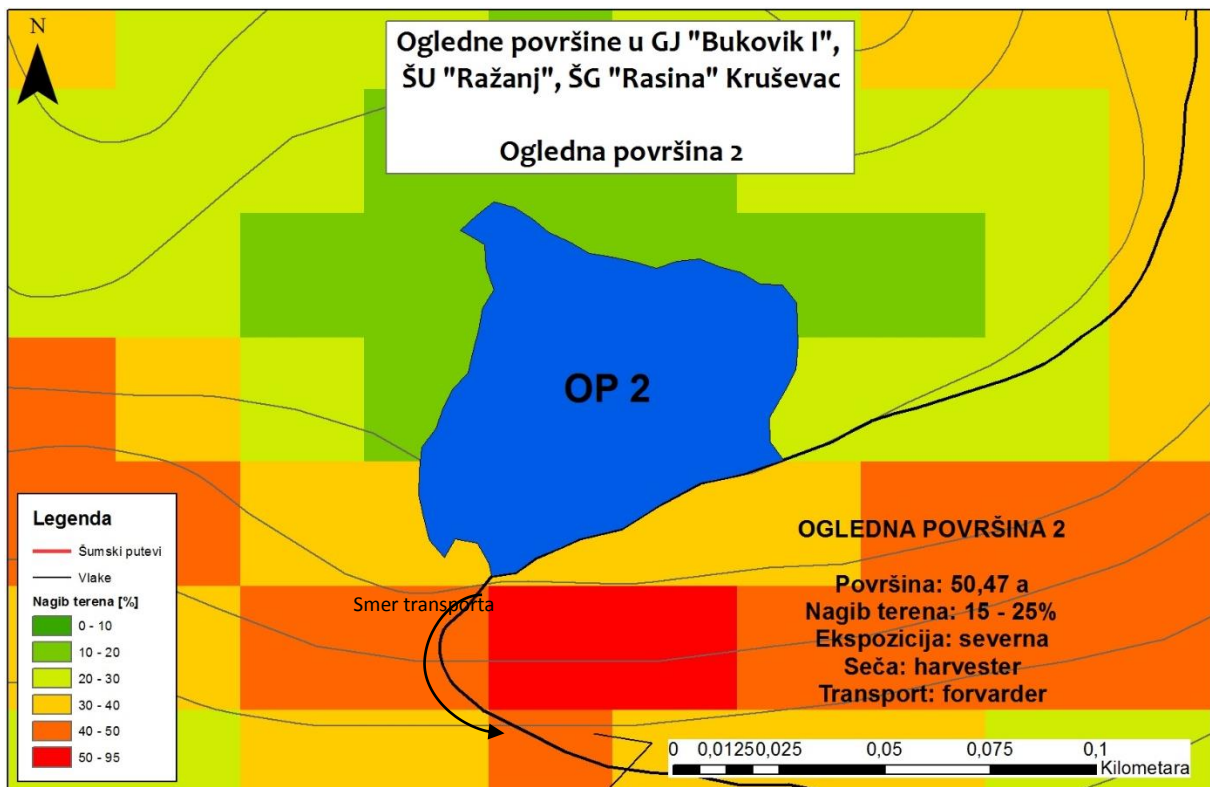 N
Ogledne površine u GJ "Bukovik I",
ŠU "Ražanj", ŠG "Rasina" Kruševac
Ogledna površina 2
OP 2
Legenda
Šumski putevi
Vlake
Nagib terena [%]
0 - 10
10 - 20
20 - 30
30 - 40
40 - 50
50 - 95
Smer transporta
OGLEDNA POVRŠINA 2
Površina: 50,47 a
Nagib terena: 15 - 25%
Ekspozicija: severna
Seča: harvester
Transport: forvarder
0 0,0125 0,025 0,05 0,075 0,1
Kilometara